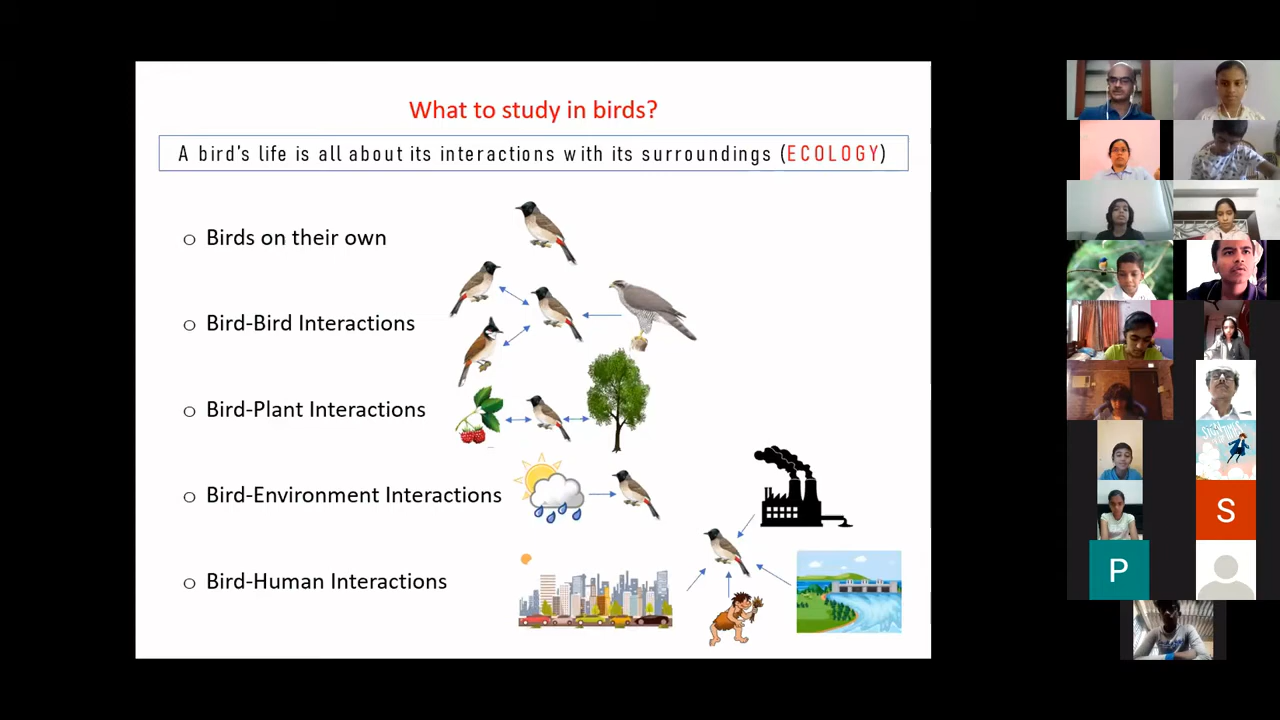 What to study in birds?
A bird's life is all about its interactions with its surroundings (ECOLOGY)
o Birds on their own
o Bird-Bird Interactions
o Bird-Plant Interactions
o Bird-Environment Interactions
o Bird-Human Interactions
S
P